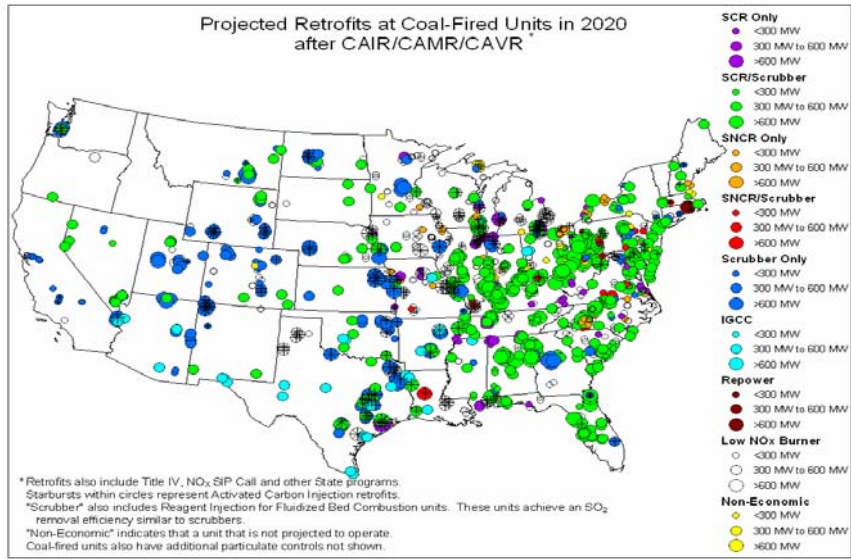 Projected Retrofits at Coal-Fired Units in 2020
after CAIR/CAMR/CAVR *
SCR Only
<300 MW
300 MW to 600 MW
>600 MW
SCR/Scrubber
<300 MW
300 MW to 600 MW
>600 MW
SNCR Only
<300 MW
300 MW to 600 MW
>600 MW
SNCR/Scrubber
<300 MW
300 MW to 600 MW
>600 MW
Scrubber Only
<300 MW
300 MW to 600 MW
>600 MW
IGCC
<300 MW
300 MW to 600 MW
>600 MW
Repower
<300 MW
300 MW to 600 MW
>600 MW
Low NOx Burner
<300 MW
300 MW to 600 MW
>600 MW
Non-Economic
<300 MW
300 MW to 600 MW
>600 MW
* Retrofits also include Title IV, NOx SIP Call and other State programs.
Starbursts within circles represent Activated Carbon Injection retrofits.
"Scrubber" also includes Reagent Injection for Fluidized Bed Combustion units. These units achieve an SO2
removal efficiency similar to scrubbers.
"Non-Economic" indicates that a unit that is not projected to operate.
Coal-fired units also have additional particulate controls not shown.